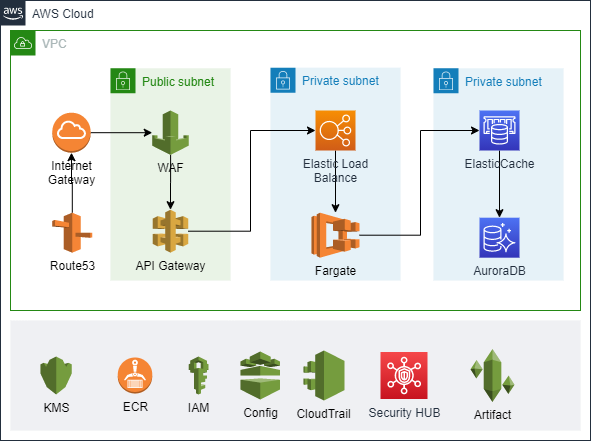 aws
AWS Cloud
VPC
Public subnet
Private subnet
Private subnet
Internet
Gateway
WAF
Elastic Load
Balance
ElasticCache
Route53
API Gateway
Fargate
AuroraDB
KMS
ECR
IAM
Config
CloudTrail
Security HUB
Artifact